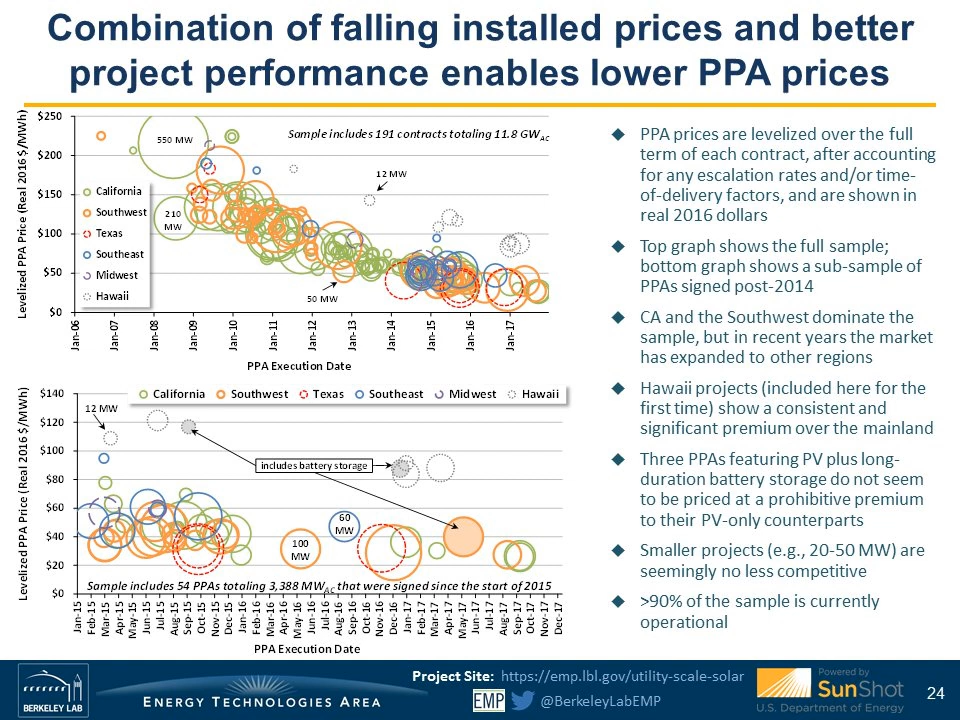 Combination of falling installed prices and better
project performance enables lower PPA prices
Levelized PPA Price (Real 2016 $/MWh)
$250
$200
$150
$100
$50
$0
Sample includes 191 contracts totaling 11.8 GWAC
550 MW
12 MW
210
MW
50 MW
California
Southwest
Texas
Southeast
Midwest
Hawaii
Jan-06
Jan-07
Jan-08
Jan-09
Jan-10
Jan-11
Jan-12
Jan-13
Jan-14
Jan-15
Jan-16
Jan-17
PPA Execution Date
Levelized PPA Price (Real 2016 $/MWh)
$140
$120
$100
$80
$60
$40
$20
$0
California Southwest Texas Southeast Midwest Hawaii
12 MW
includes battery storage
60
MW
100
MW
Sample includes 54 PPAs totaling 3,388 MWAC that were signed since the start of 2015
Jan-15
Feb-15
Mar-15
Apr-15
May-15
Jun-15
Jul-15
Aug-15
Sep-15
Oct-15
Nov-15
Dec-15
Jan-16
Feb-16
Mar-16
Apr-16
May-16
Jun-16
Jul-16
Aug-16
Sep-16
Oct-16
Nov-16
Dec-16
Jan-17
Feb-17
Mar-17
Apr-17
May-17
Jun-17
Jul-17
Aug-17
Sep-17
Oct-17
Nov-17
Dec-17
PPA Execution Date
◆ PPA prices are levelized over the full
term of each contract, after accounting
for any escalation rates and/or time-
of-delivery factors, and are shown in
real 2016 dollars
◆ Top graph shows the full sample;
bottom graph shows a sub-sample of
PPAs signed post-2014
◆ CA and the Southwest dominate the
sample, but in recent years the market
has expanded to other regions
◆ Hawaii projects (included here for the
first time) show a consistent and
significant premium over the mainland
◆ Three PPAs featuring PV plus long-
duration battery storage do not seem
to be priced at a prohibitive premium
to their PV-only counterparts
◆ Smaller projects (e.g., 20-50 MW) are
seemingly no less competitive
◆ >90% of the sample is currently
operational
BERKELEY LAB
ENERGY TECHNOLOGIES AREA
Project Site: https://emp.lbl.gov/utility-scale-solar
EMP @BerkeleyLabEMP
Powered by
SunShot
U.S. Department of Energy
24